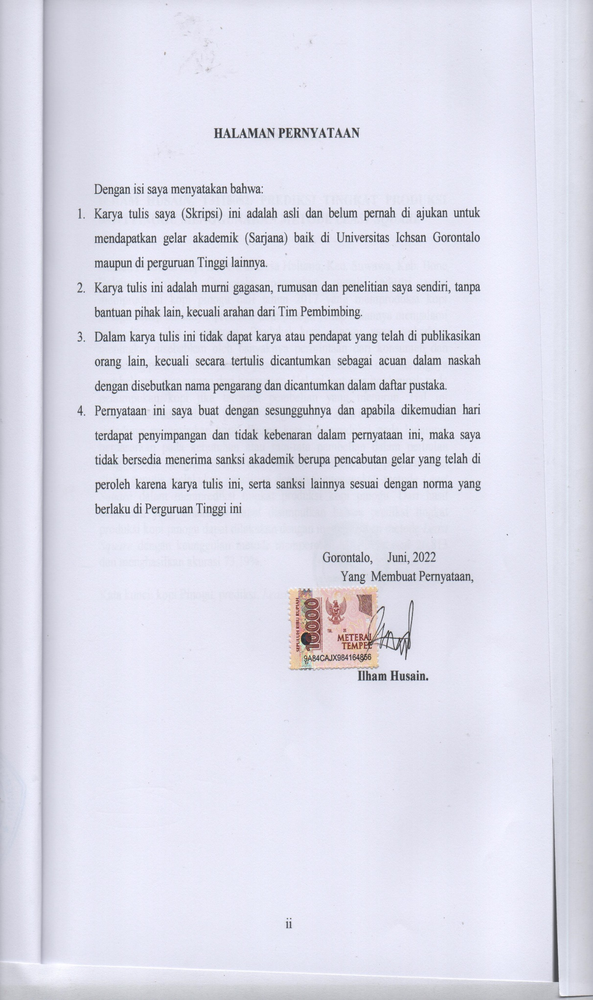 HALAMAN PERNYATAAN
Dengan isi saya menyatakan bahwa:
1. Karya tulis saya (Skripsi) ini adalah asli dan belum pernah di ajukan untuk
mendapatkan gelar akademik (Sarjana) baik di Universitas Ichsan Gorontalo
maupun di perguruan Tinggi lainnya.
2. Karya tulis ini adalah murni gagasan, rumusan dan penelitian saya sendiri, tanpa
bantuan pihak lain, kecuali arahan dari Tim Pembimbing.
3. Dalam karya tulis ini tidak dapat karya atau pendapat yang telah di publikasikan
orang lain, kecuali secara tertulis dicantumkan sebagai acuan dalam naskah
dengan disebutkan nama pengarang dan dicantumkan dalam daftar pustaka.
4. Pernyataan ini saya buat dengan sesungguhnya dan apabila dikemudian hari
terdapat penyimpangan dan tidak kebenaran dalam pernyataan ini, maka saya
tidak bersedia menerima sanksi akademik berupa pencabutan gelar yang telah di
peroleh karena karya tulis ini, serta sanksi lainnya sesuai dengan norma yang
berlaku di Perguruan Tinggi ini
Gorontalo, Juni, 2022
Yang Membuat Pernyataan,
SEPULUH RIBU RUPIAH
10000
TGL. 20
METERAI
TEMPEL
9A84CAJX984164856
Ilham Husain.
ii